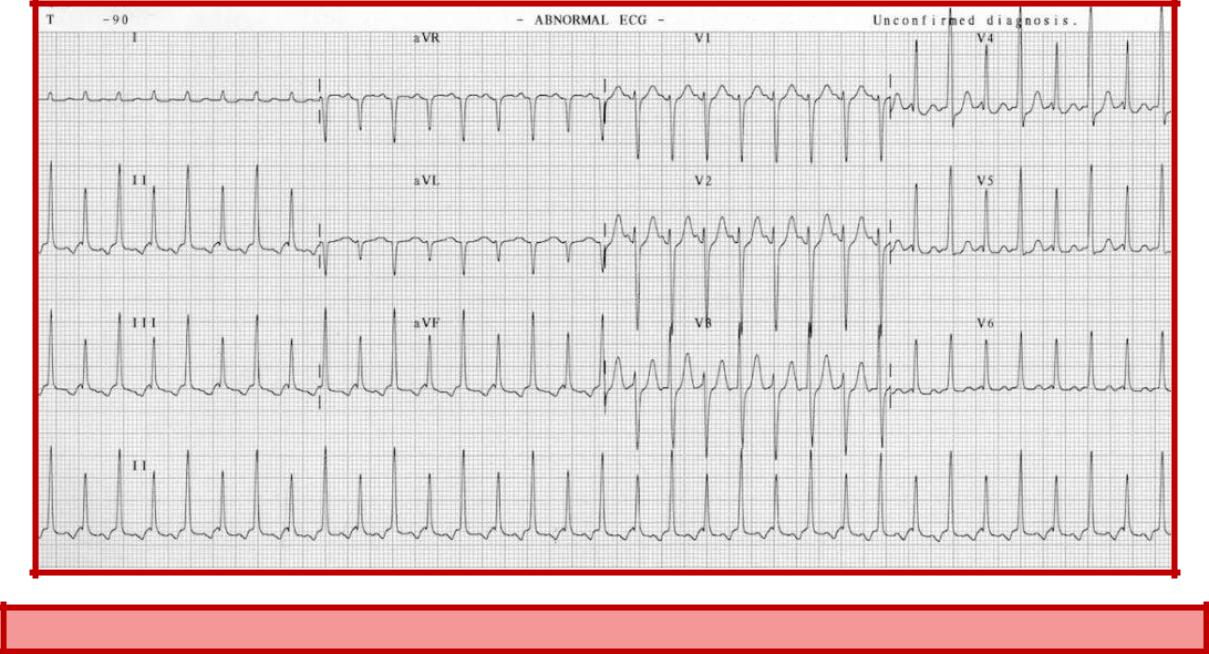 T -90 - ABNORMAL ECG - Unconfirmed diagnosis.
I aVR V1 V4
II aVL V2 V5
III aVF V3 V6
II